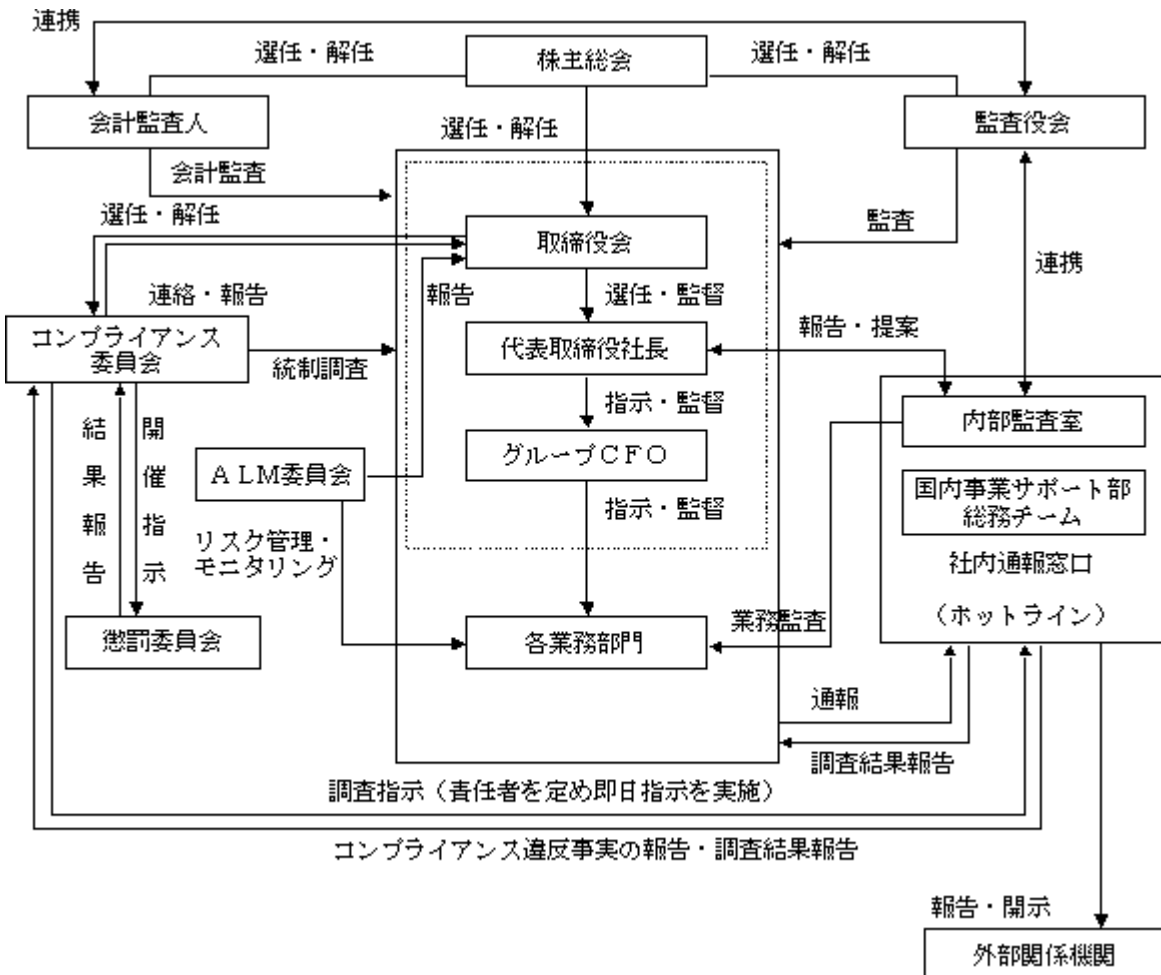 連携
選任・解任
株主総会
選任・解任
会計監査人
監査役会
選任・解任
会計監査
選任・解任
取締役会
監査
連携
連絡・報告
報告
選任・監督
コンプライアンス
委員会
統制調査
代表取締役社長
報告・提案
指示・監督
内部監査室
結果報告
開催指示
ALM委員会
グループCFO
国内事業サポート部
総務チーム
指示・監督
リスク管理・
モニタリング
社内通報窓口
(ホットライン)
懲罰委員会
各業務部門
業務監査
通報
調査結果報告
調査指示(責任者を定め即日指示を実施)
コンプライアンス違反事実の報告・調査結果報告
報告・開示
外部関係機関